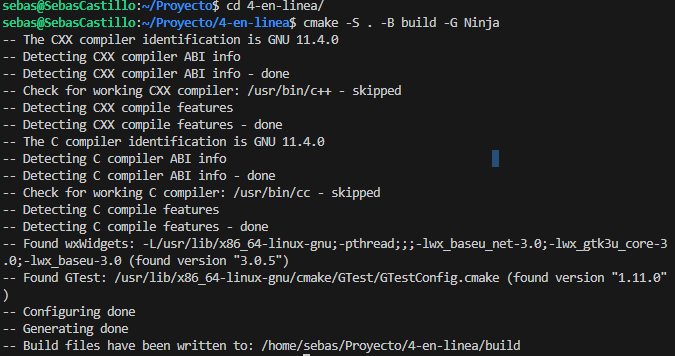 sebas@SebasCastillo:~/Proyecto$ cd 4-en-linea/
sebas@SebasCastillo:~/Proyecto/4-en-linea$ cmake -S . -B build -G Ninja
-- The CXX compiler identification is GNU 11.4.0
-- Detecting CXX compiler ABI info
-- Detecting CXX compiler ABI info - done
-- Check for working CXX compiler: /usr/bin/c++ - skipped
-- Detecting CXX compile features
-- Detecting CXX compile features - done
-- The C compiler identification is GNU 11.4.0
-- Detecting C compiler ABI info
-- Detecting C compiler ABI info - done
-- Check for working C compiler: /usr/bin/cc - skipped
-- Detecting C compile features
-- Detecting C compile features - done
-- Found wxWidgets: -L/usr/lib/x86_64-linux-gnu;-pthread;;;-lwx_baseu_net-3.0;-lwx_gtk3u_core-3
.0;-lwx_baseu-3.0 (found version "3.0.5")
-- Found GTest: /usr/lib/x86_64-linux-gnu/cmake/GTest/GTestConfig.cmake (found version "1.11.0"
)
-- Configuring done
-- Generating done
-- Build files have been written to: /home/sebas/Proyecto/4-en-linea/build